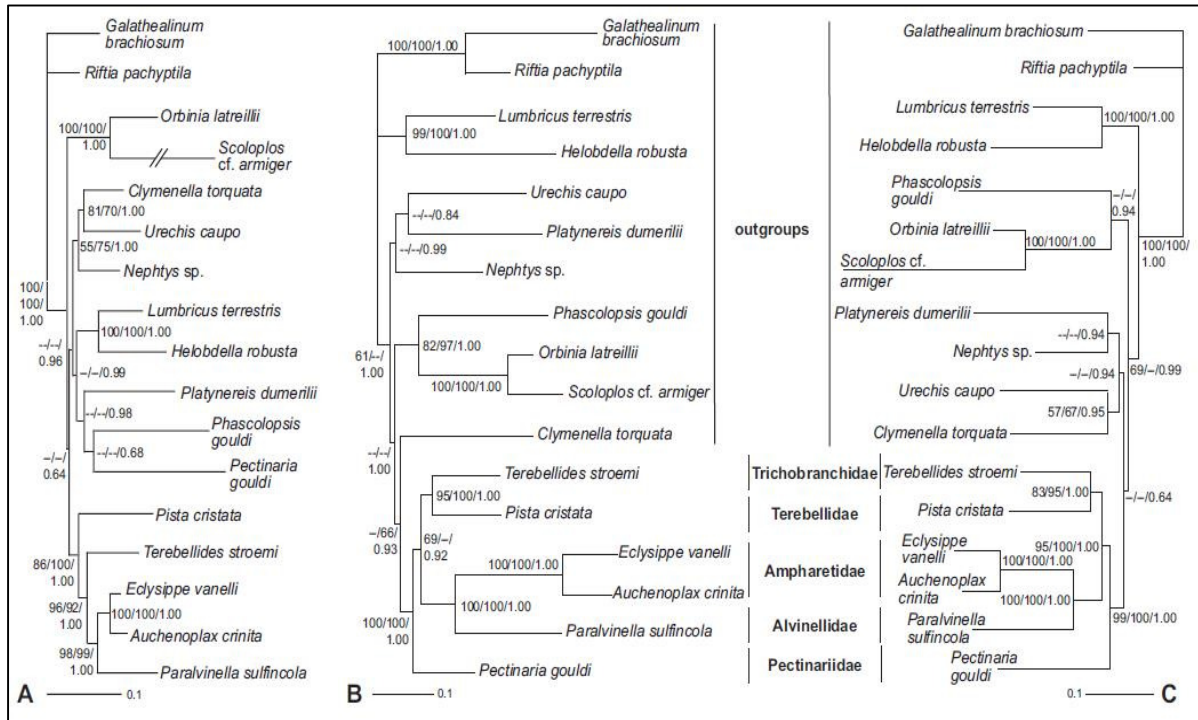 Galathealinum
brachiosum
Riftia pachyptila
Orbinia latreillii
100/100/
1.00
Scoloplos
cf. armiger
Clymenella torquata
81/70/1.00
Urechis caupo
55/75/1.00
Nephtys sp.
100/
100/
1.00
Lumbricus terrestris
100/100/1.00
Helobdella robusta
--/--/
0.96
–/–/0.99
Platynereis dumerilii
--/--/0.98
Phascolopsis
gouldi
--/--/0.68
Pectinaria
gouldi
–/–/
0.64
Pista cristata
86/100/
1.00
Terebellides stroemi
Eclysippe vanelli
96/92/
1.00
100/100/1.00
Auchenoplax crinita
98/99/
1.00
Paralvinella sulfincola
A
0.1
Galathealinum
brachiosum
100/100/1.00
Riftia pachyptila
Lumbricus terrestris
99/100/1.00
Helobdella robusta
Urechis caupo
--/--/0.84
Platynereis dumerilii
--/--/0.99
Nephtys sp.
Phascolopsis gouldi
61/--/
1.00
82/97/1.00
Orbinia latreillii
100/100/1.00
Scoloplos cf. armiger
Clymenella torquata
--/--/
1.00
Terebellides stroemi
95/100/1.00
Pista cristata
–/66/
0.93
69/–/
0.92
Eclysippe vanelli
100/100/1.00
Auchenoplax crinita
100/100/1.00
Paralvinella sulfincola
100/100/
1.00
Pectinaria gouldi
B
0.1
outgroups
Trichobranchidae
Terebellidae
Ampharetidae
Alvinellidae
Pectinariidae
Galathealinum brachiosum
Riftia pachyptila
Lumbricus terrestris
100/100/1.00
Helobdella robusta
Phascolopsis
gouldi
–/–/
0.94
Orbinia latreillii
100/100/1.00
100/100/
1.00
Scoloplos cf.
armiger
Platynereis dumerilii
--/--/0.94
Nephtys sp.
–/–/0.94
69/–/0.99
Urechis caupo
57/67/0.95
Clymenella torquata
Terebellides stroemi
83/95/1.00
–/–/0.64
Pista cristata
Eclysippe
vanelli
95/100/1.00
100/100/1.00
Auchenoplax
crinita
100/100/1.00
Paralvinella
sulfincola
99/100/1.00
Pectinaria
gouldi
0.1
C